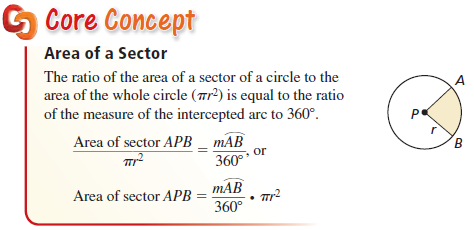 Core Concept
Area of a Sector
The ratio of the area of a sector of a circle to the
area of the whole circle (πr²) is equal to the ratio
of the measure of the intercepted arc to 360°.
Area of sector APB / πr² = mAB͡ / 360°, or
Area of sector APB = mAB͡ / 360° • πr²
A
P
r
B